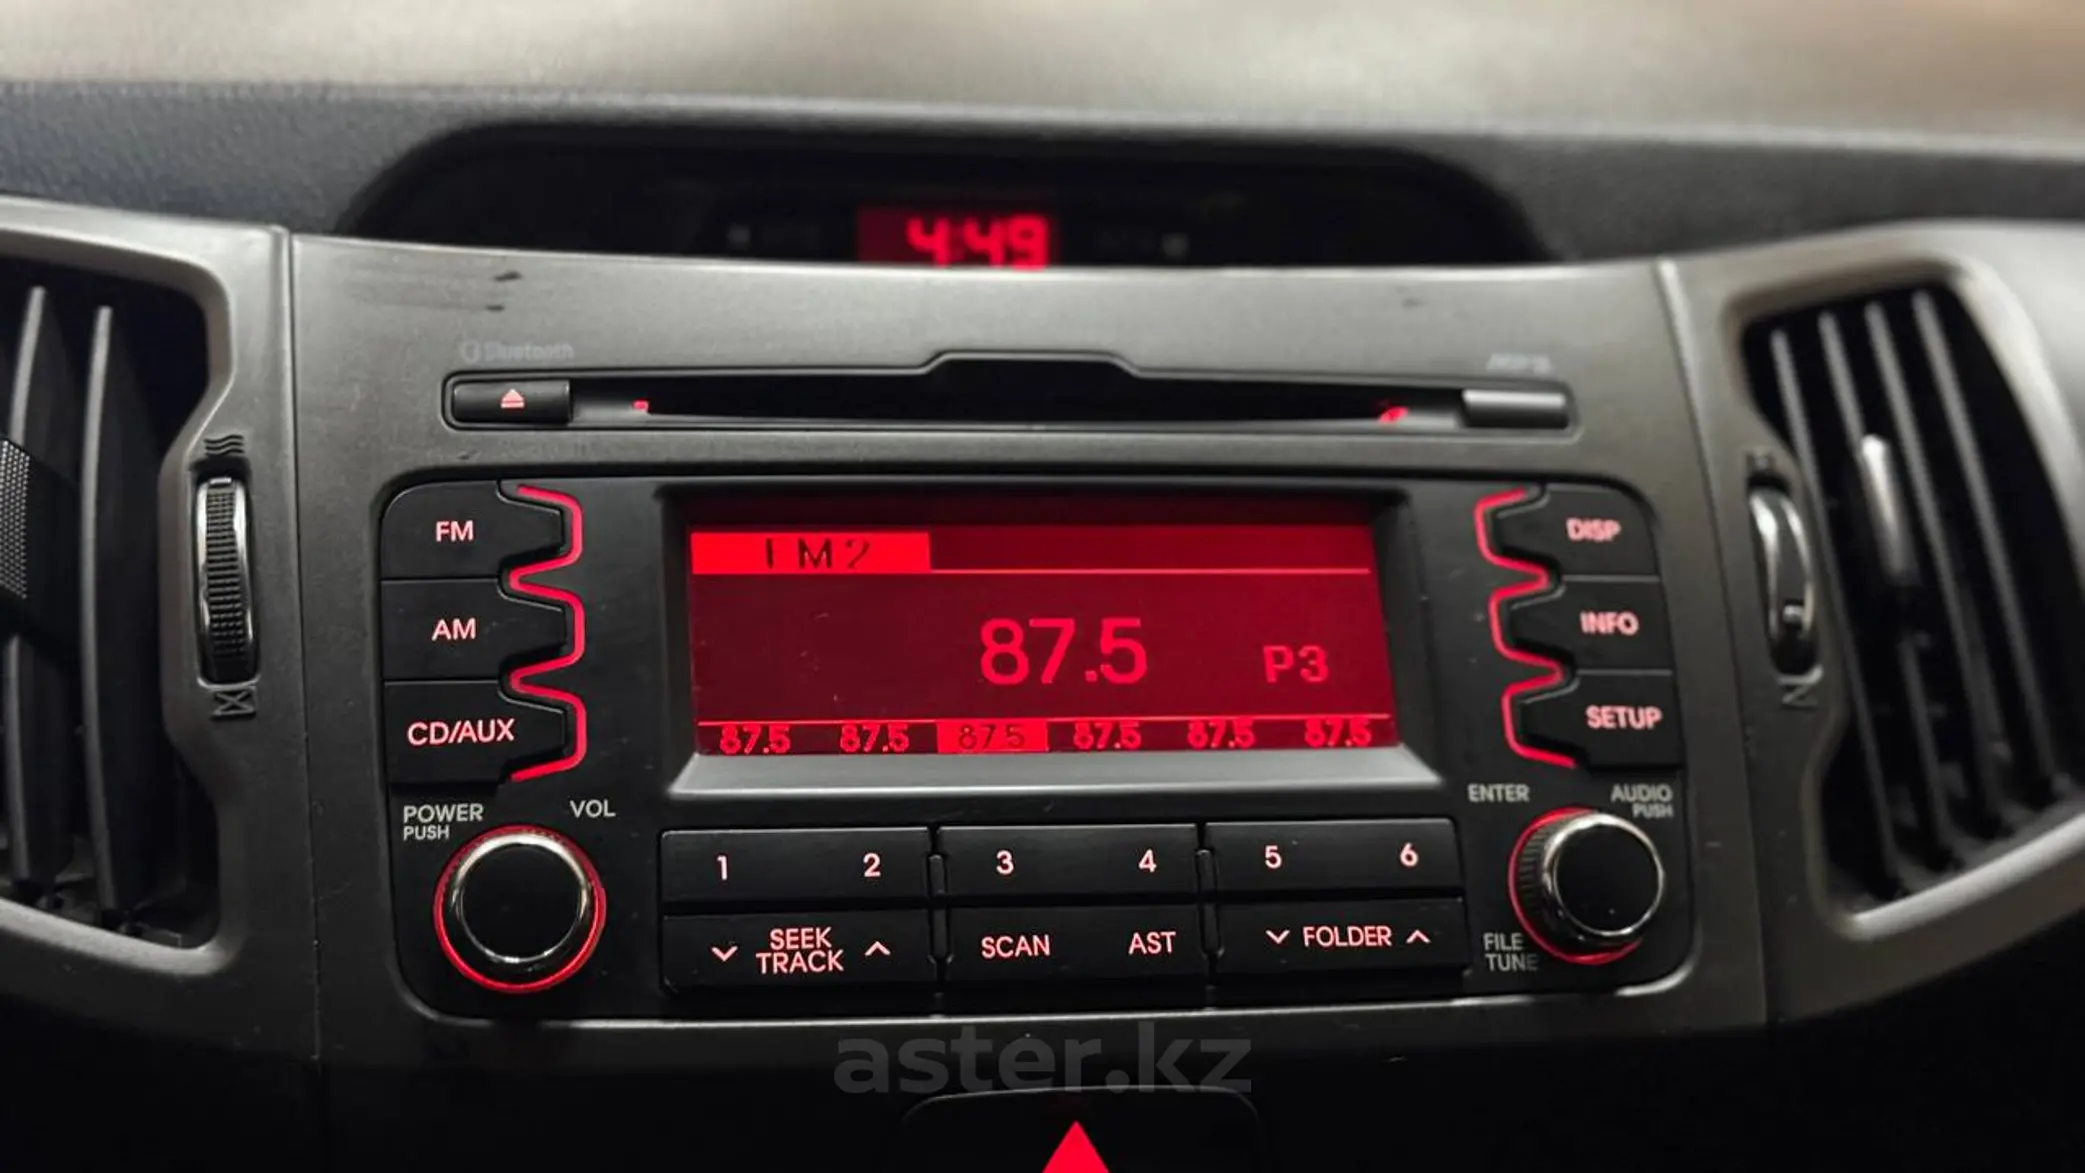 4:49
Bluetooth
FM
AM
CD/AUX
DISP
INFO
SETUP
FM2
87.5 P3
87.5 87.5 87.5 87.5 87.5 87.5
POWER
PUSH
VOL
ENTER
AUDIO
PUSH
1 2 3 4 5 6
SEEK
TRACK
SCAN AST FOLDER
FILE
TUNE
aster.kz